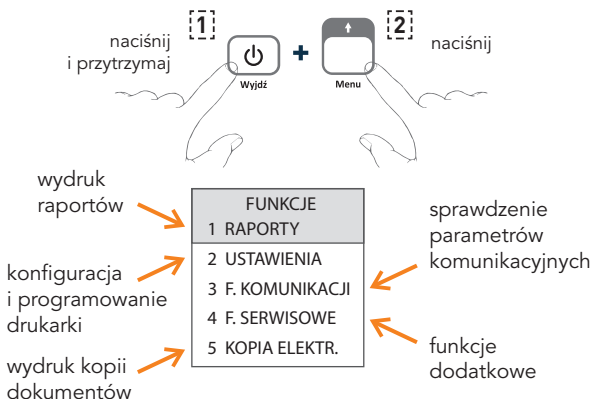 1
naciśnij
i przytrzymaj
Wyjdź
+
Menu
2
naciśnij
wydruk
raportów
konfiguracja
i programowanie
drukarki
wydruk kopii
dokumentów
FUNKCJE
1 RAPORTY
2 USTAWIENIA
3 F. KOMUNIKACJI
4 F. SERWISOWE
5 KOPIA ELEKTR.
sprawdzenie
parametrów
komunikacyjnych
funkcje
dodatkowe